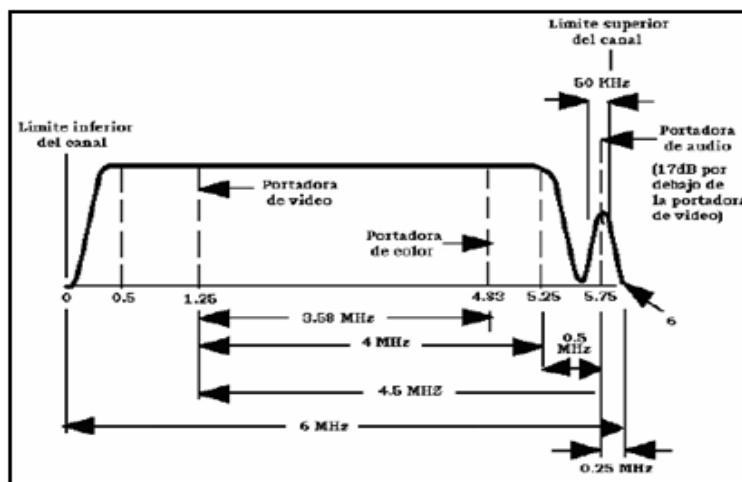 Limite superior
del canal
50 KHz
Limite inferior
del canal
Portadora
de audio
(17dB por
debajo de
la portadora
de video)
Portadora
de video
Portadora
de color
0
0.5
1.25
4.83
5.25
5.75
6
3.58 MHz
4 MHz
0.5
MHz
4.5 MHZ
6 MHz
0.25 MHz